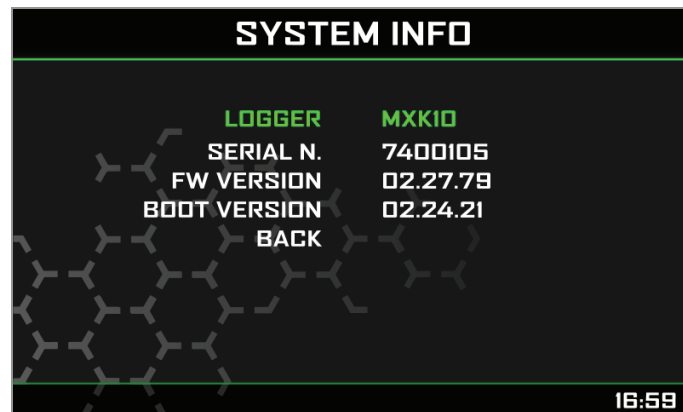 SYSTEM INFO
LOGGER MXK10
SERIAL N. 7400105
FW VERSION 02.27.79
BOOT VERSION 02.24.21
BACK
16:59